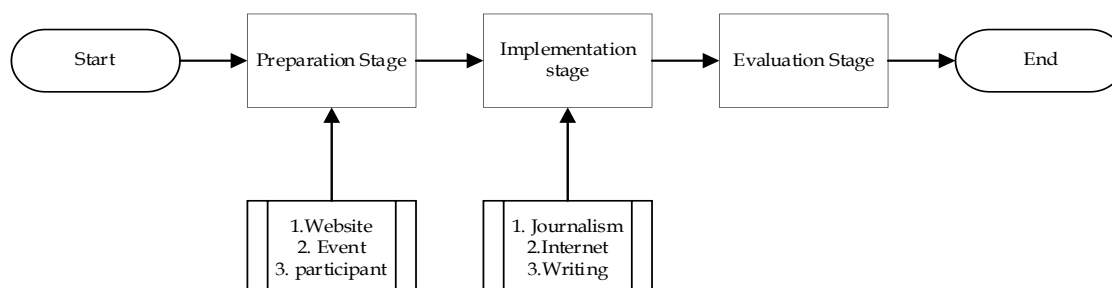 Start
Preparation Stage
Implementation
stage
Evaluation Stage
End
1.Website
2. Event
3. participant
1. Journalism
2.Internet
3.Writing